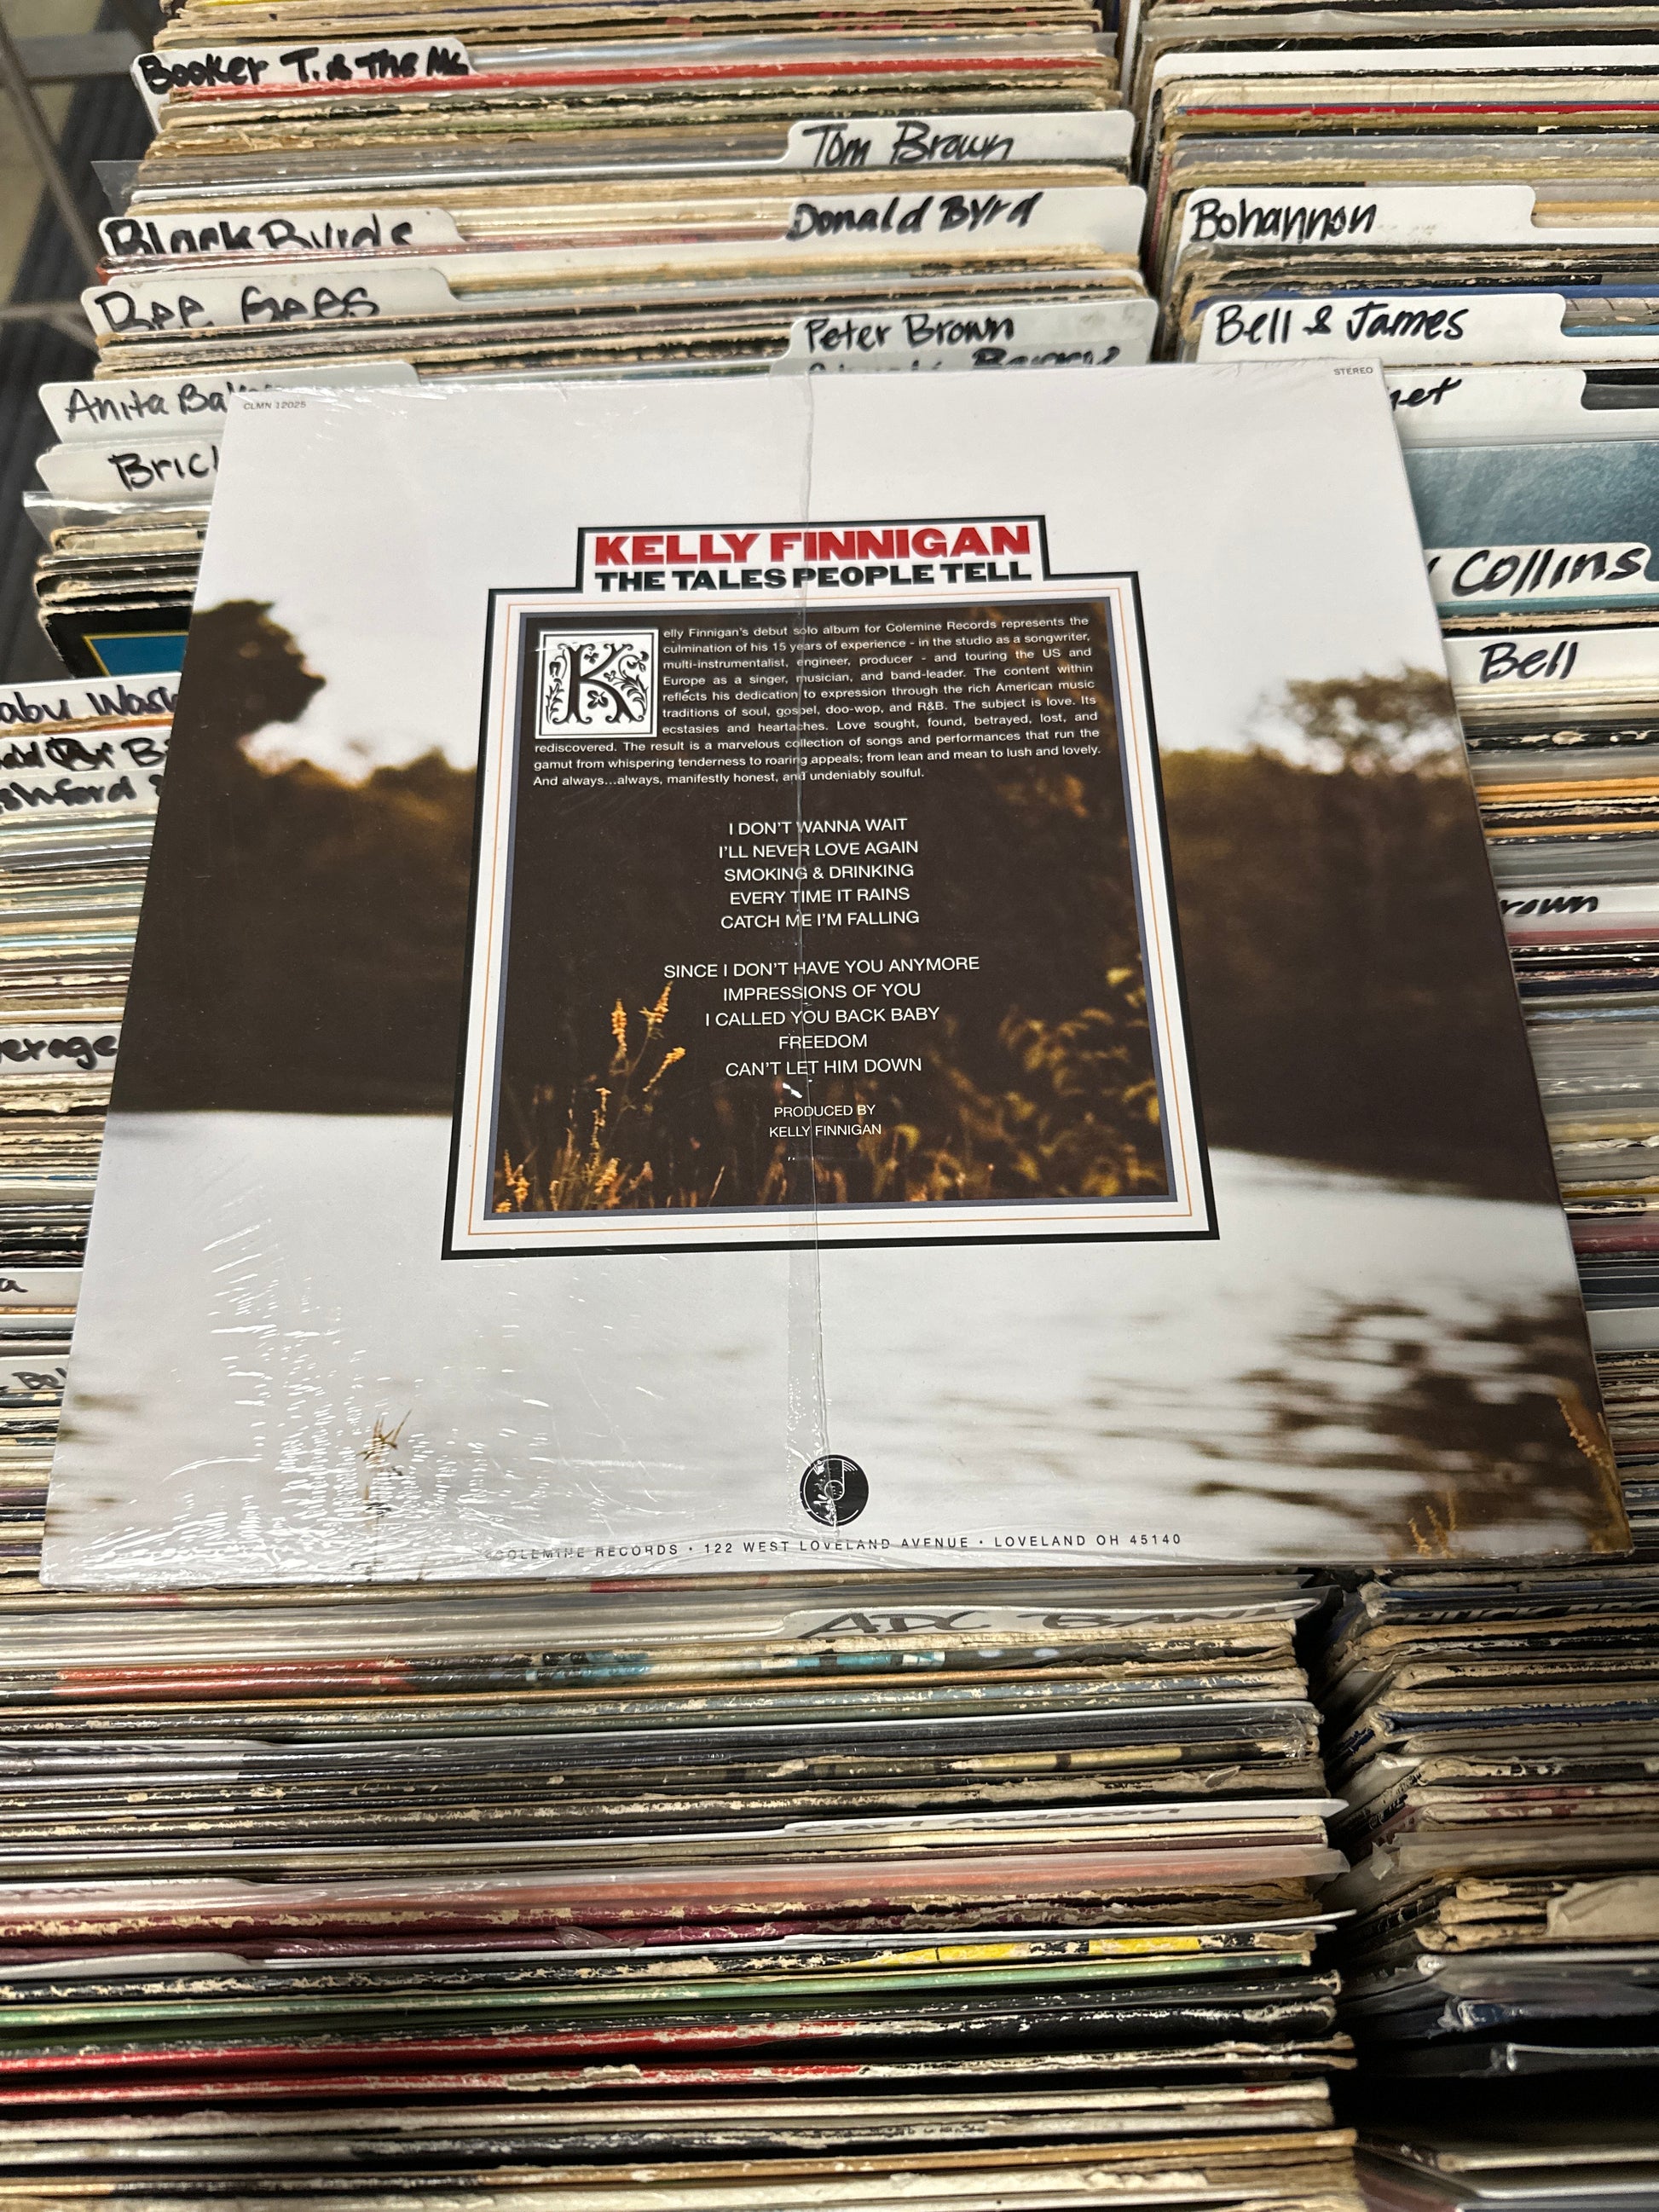 Booker T. & The Mg
Tom Brown
Donald Byrd
Black Byrds
Bohannon
Bee Gees
Peter Brown
Bell & James
Anita Ba
Brick
Collins
Bell
CLMN 12025
STEREO
KELLY FINNIGAN
THE TALES PEOPLE TELL
Kelly Finnigan's debut solo album for Colemine Records represents the
culmination of his 15 years of experience - in the studio as a songwriter,
multi-instrumentalist, engineer, producer - and touring the US and
Europe as a singer, musician, and band-leader. The content within
reflects his dedication to expression through the rich American music
traditions of soul, gospel, doo-wop, and R&B. The subject is love. Its
ecstasies and heartaches. Love sought, found, betrayed, lost, and
rediscovered. The result is a marvelous collection of songs and performances that run the
gamut from whispering tenderness to roaring appeals; from lean and mean to lush and lovely.
And always...always, manifestly honest, and undeniably soulful.
I DON'T WANNA WAIT
I'LL NEVER LOVE AGAIN
SMOKING & DRINKING
EVERY TIME IT RAINS
CATCH ME I'M FALLING
SINCE I DON'T HAVE YOU ANYMORE
IMPRESSIONS OF YOU
I CALLED YOU BACK BABY
FREEDOM
CAN'T LET HIM DOWN
PRODUCED BY
KELLY FINNIGAN
COLEMINE RECORDS • 122 WEST LOVELAND AVENUE • LOVELAND OH 45140
ADC BAND